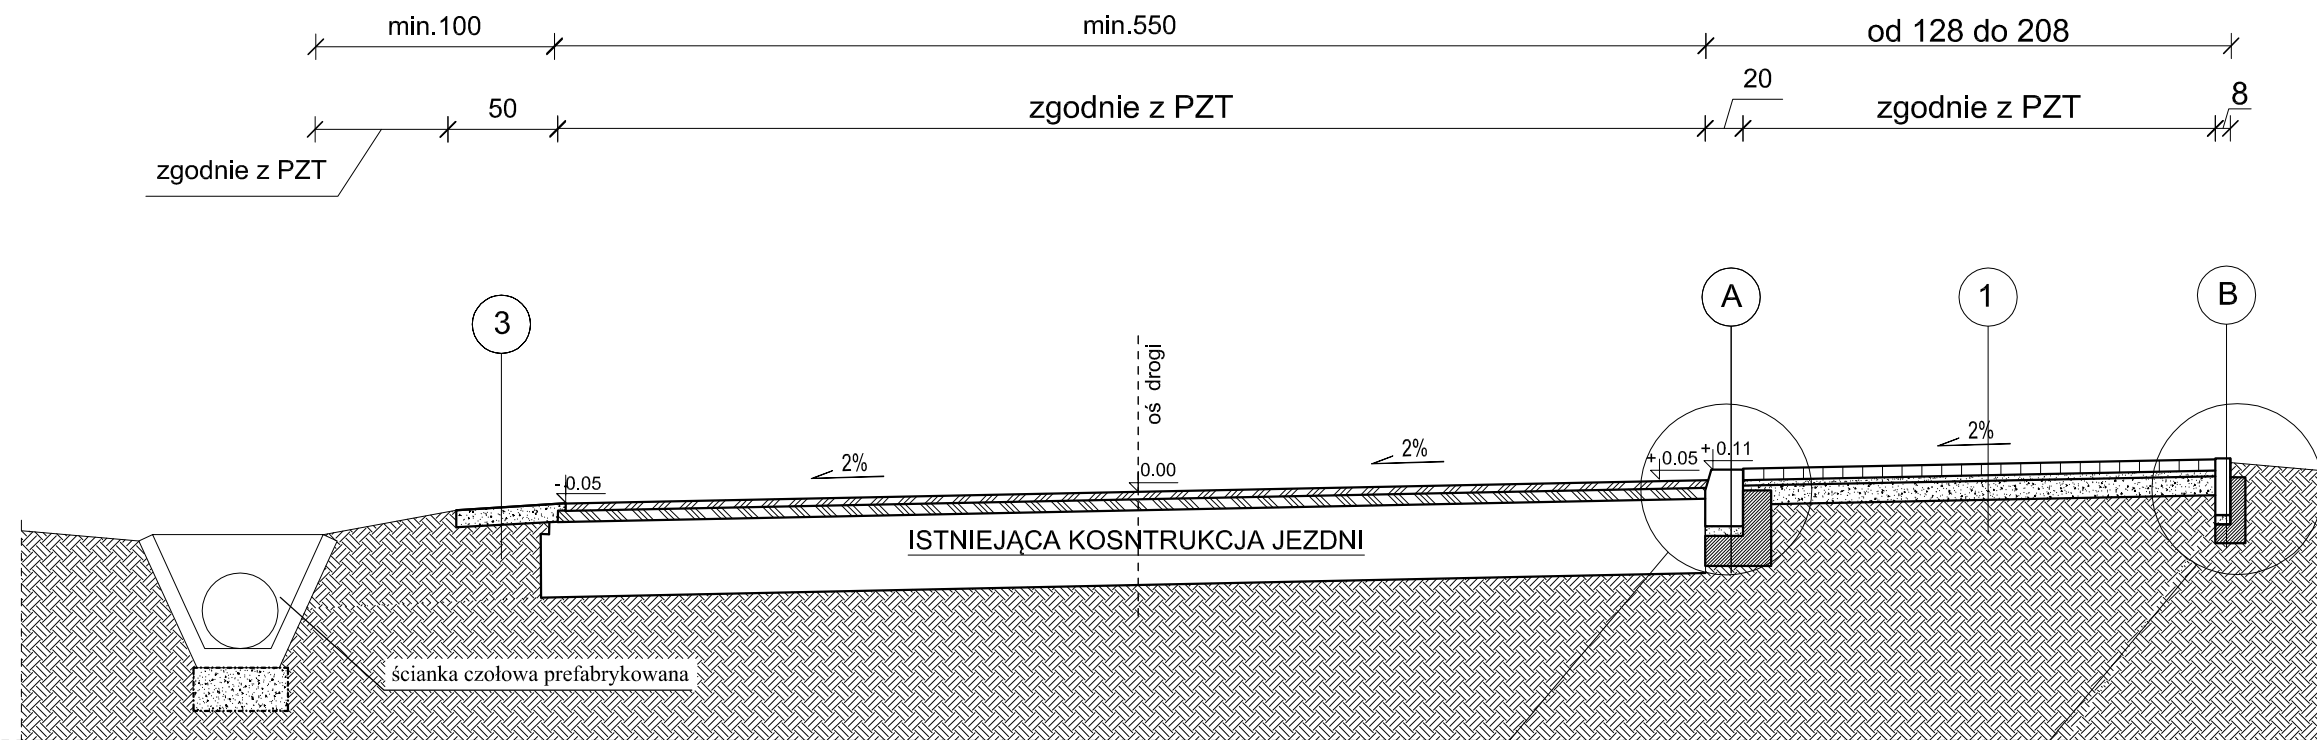 min.100
min.550
od 128 do 208
20
8
50
zgodnie z PZT
zgodnie z PZT
zgodnie z PZT
3
A
1
B
oś drogi
2%
2%
2%
- 0.05
0.00
+ 0.05
+ 0.11
ISTNIEJĄCA KOSNTRUKCJA JEZDNI
ścianka czołowa prefabrykowana